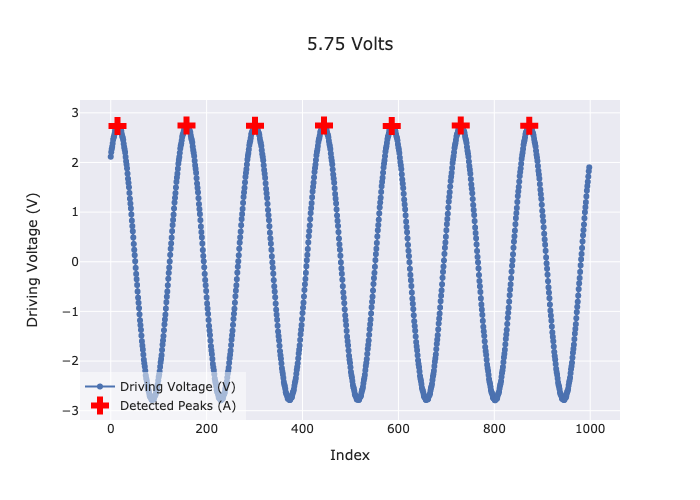 5.75 Volts
Driving Voltage (V)
3
2
1
0
−1
−2
−3
Driving Voltage (V)
Detected Peaks (A)
0
200
400
600
800
1000
Index